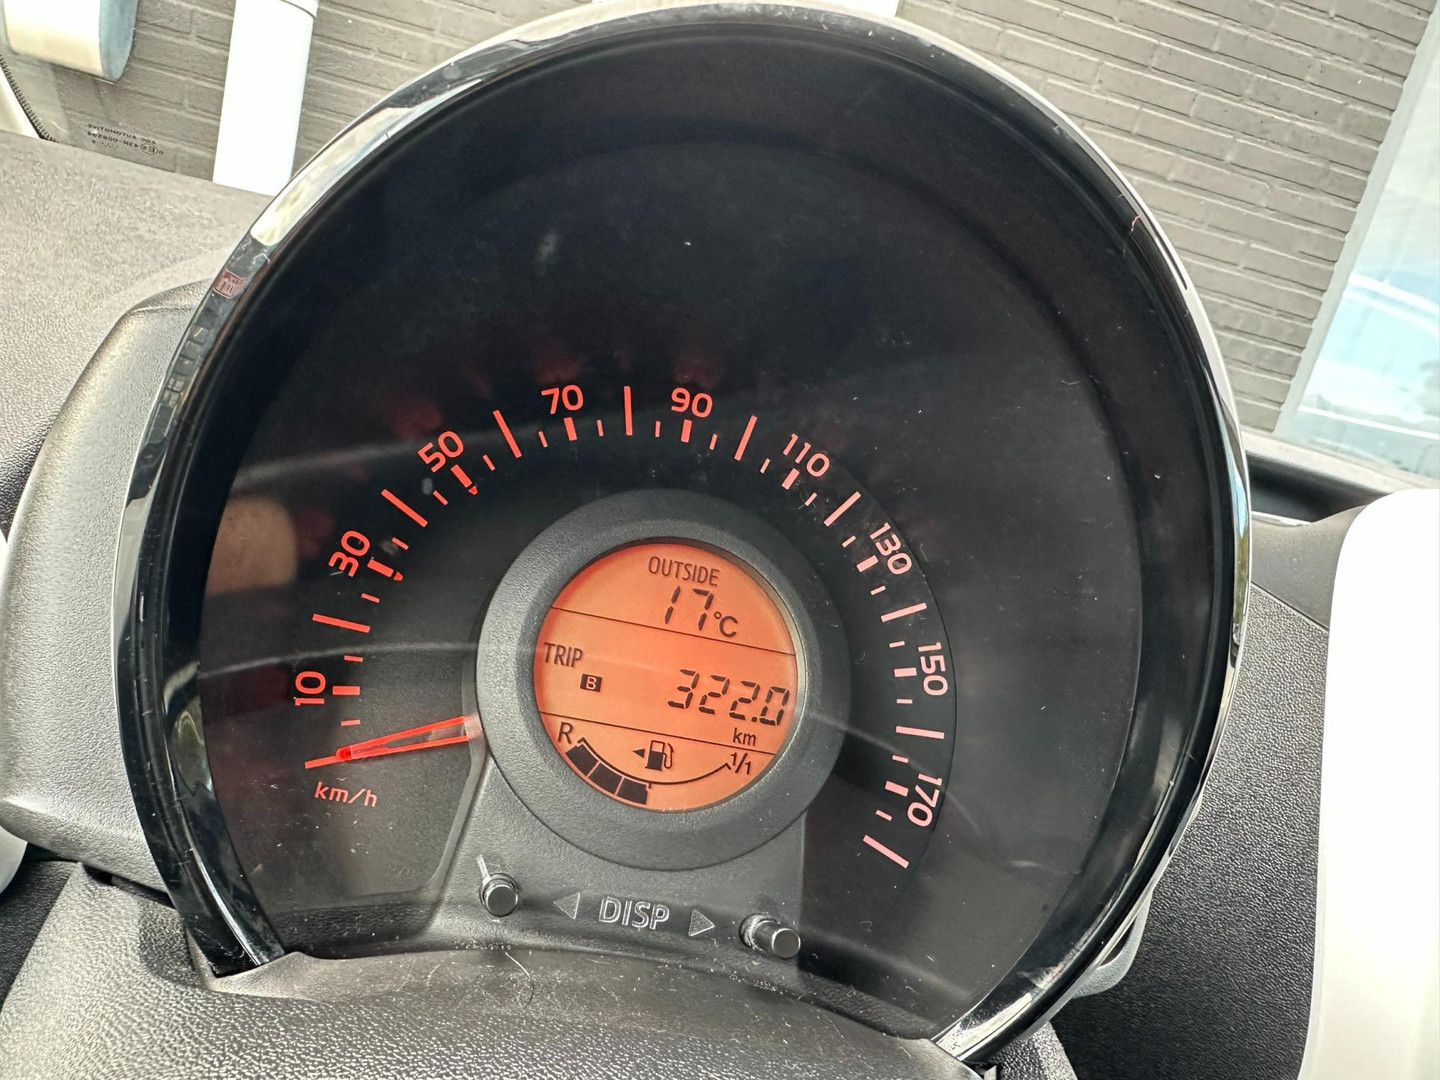 70 90
50 110
30 130
10 150
170
km/h
OUTSIDE
17°C
TRIP
B 322.0
km
R 1/1
DISP